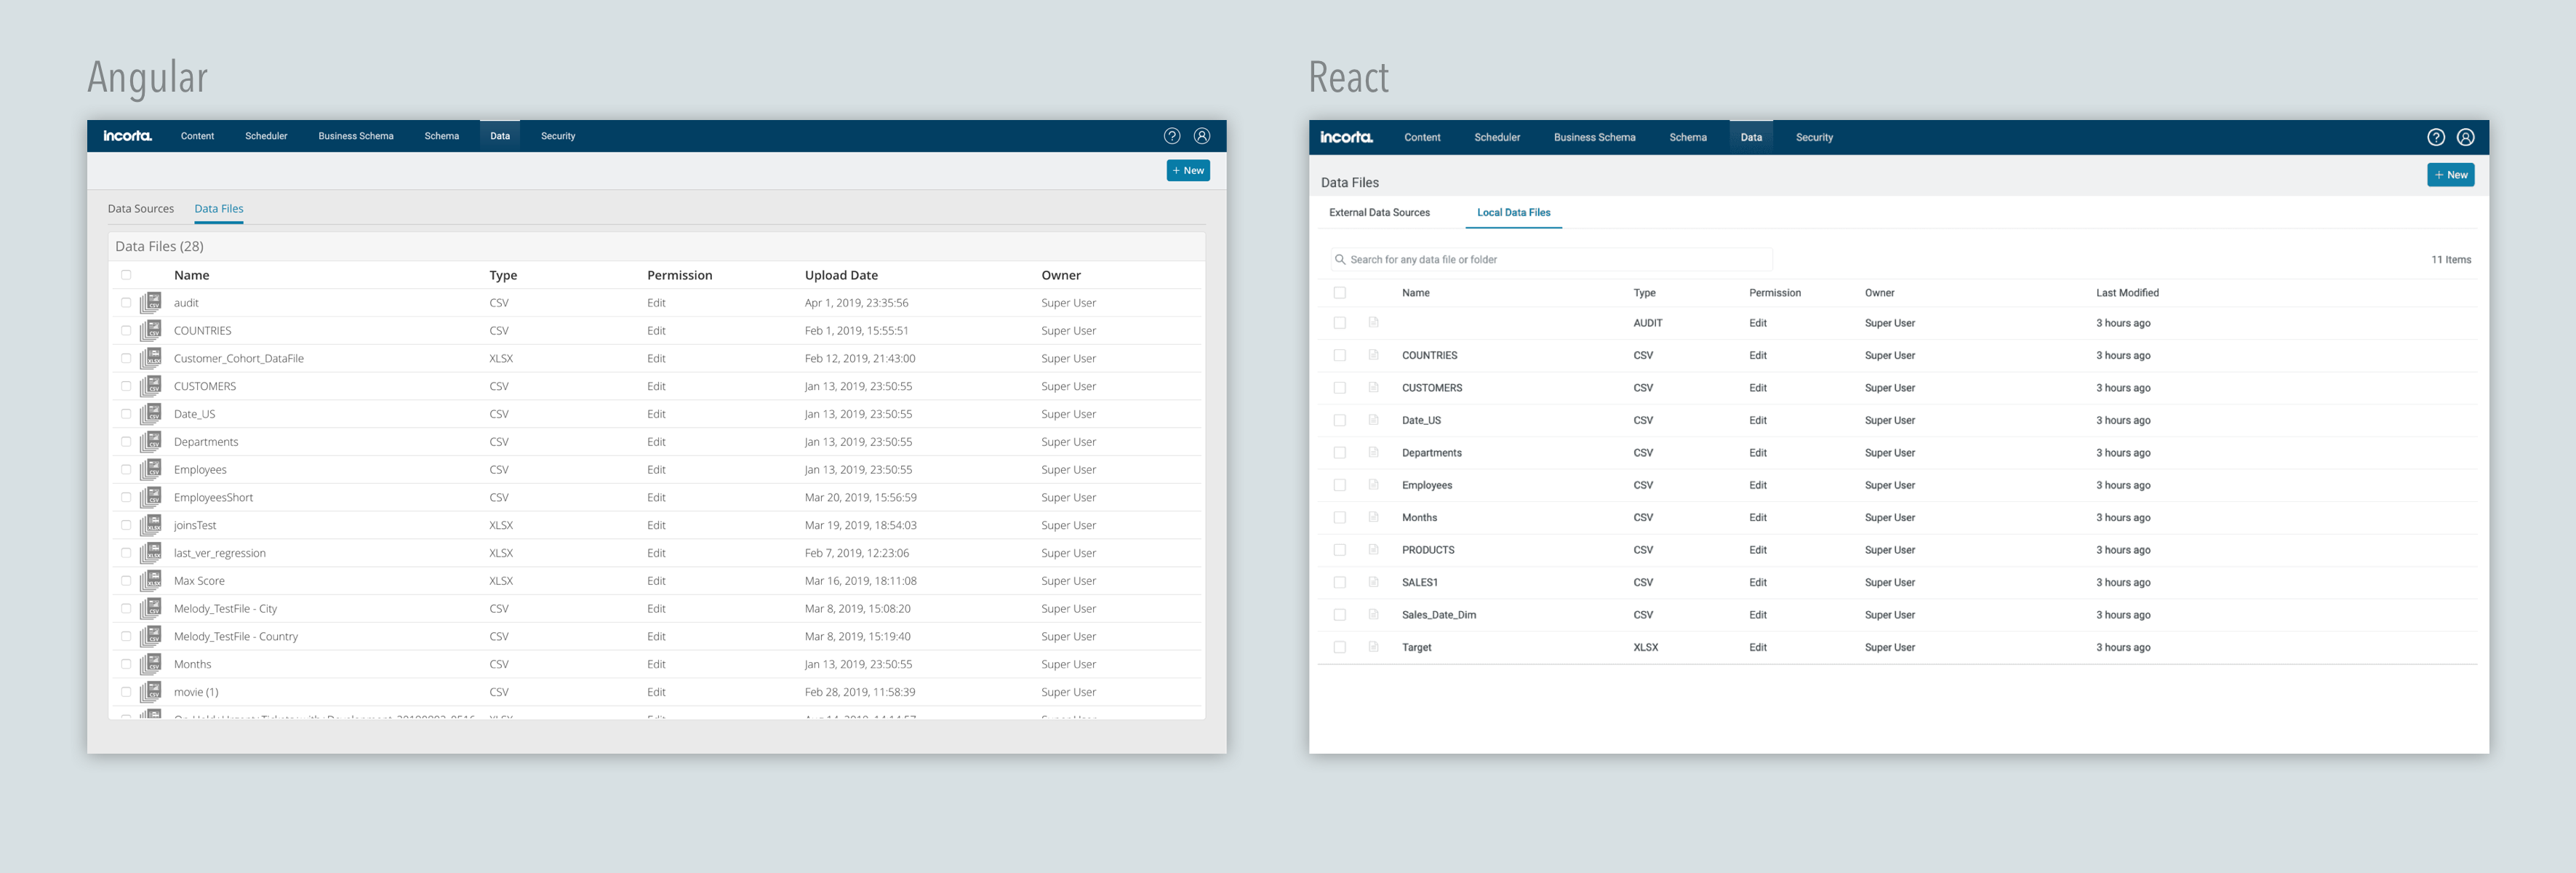 Angular
incorta.
Content Scheduler Business Schema Schema Data Security
+ New
Data Sources Data Files
Data Files (28)
Name Type Permission Upload Date Owner
audit CSV Edit Apr 1, 2019, 23:35:56 Super User
COUNTRIES CSV Edit Feb 1, 2019, 15:55:51 Super User
Customer_Cohort_DataFile XLSX Edit Feb 12, 2019, 21:43:00 Super User
CUSTOMERS CSV Edit Jan 13, 2019, 23:50:55 Super User
Date_US CSV Edit Jan 13, 2019, 23:50:55 Super User
Departments CSV Edit Jan 13, 2019, 23:50:55 Super User
Employees CSV Edit Jan 13, 2019, 23:50:55 Super User
EmployeesShort CSV Edit Mar 20, 2019, 15:56:59 Super User
joinsTest XLSX Edit Mar 19, 2019, 18:54:03 Super User
last_ver_regression XLSX Edit Feb 7, 2019, 12:23:06 Super User
Max Score XLSX Edit Mar 16, 2019, 18:11:08 Super User
Melody_TestFile - City CSV Edit Mar 8, 2019, 15:08:20 Super User
Melody_TestFile - Country CSV Edit Mar 8, 2019, 15:19:40 Super User
Months CSV Edit Jan 13, 2019, 23:50:55 Super User
movie (1) CSV Edit Feb 28, 2019, 11:58:39 Super User
React
incorta.
Content Scheduler Business Schema Schema Data Security
Data Files
+ New
External Data Sources Local Data Files
Search for any data file or folder
11 Items
Name Type Permission Owner Last Modified
AUDIT Edit Super User 3 hours ago
COUNTRIES CSV Edit Super User 3 hours ago
CUSTOMERS CSV Edit Super User 3 hours ago
Date_US CSV Edit Super User 3 hours ago
Departments CSV Edit Super User 3 hours ago
Employees CSV Edit Super User 3 hours ago
Months CSV Edit Super User 3 hours ago
PRODUCTS CSV Edit Super User 3 hours ago
SALES1 CSV Edit Super User 3 hours ago
Sales_Date_Dim CSV Edit Super User 3 hours ago
Target XLSX Edit Super User 3 hours ago